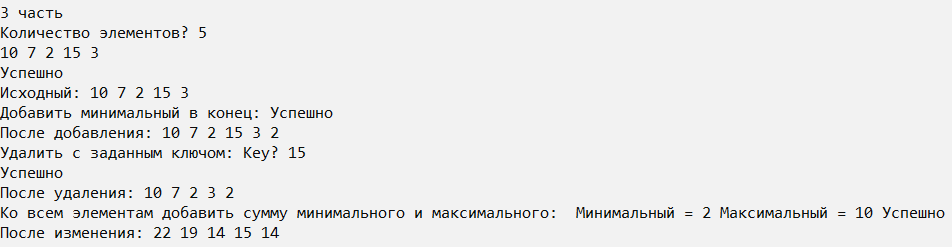 3 часть
Количество элементов? 5
10 7 2 15 3
Успешно
Исходный: 10 7 2 15 3
Добавить минимальный в конец: Успешно
После добавления: 10 7 2 15 3 2
Удалить с заданным ключом: Key? 15
Успешно
После удаления: 10 7 2 3 2
Ко всем элементам добавить сумму минимального и максимального:  Минимальный = 2 Максимальный = 10 Успешно
После изменения: 22 19 14 15 14